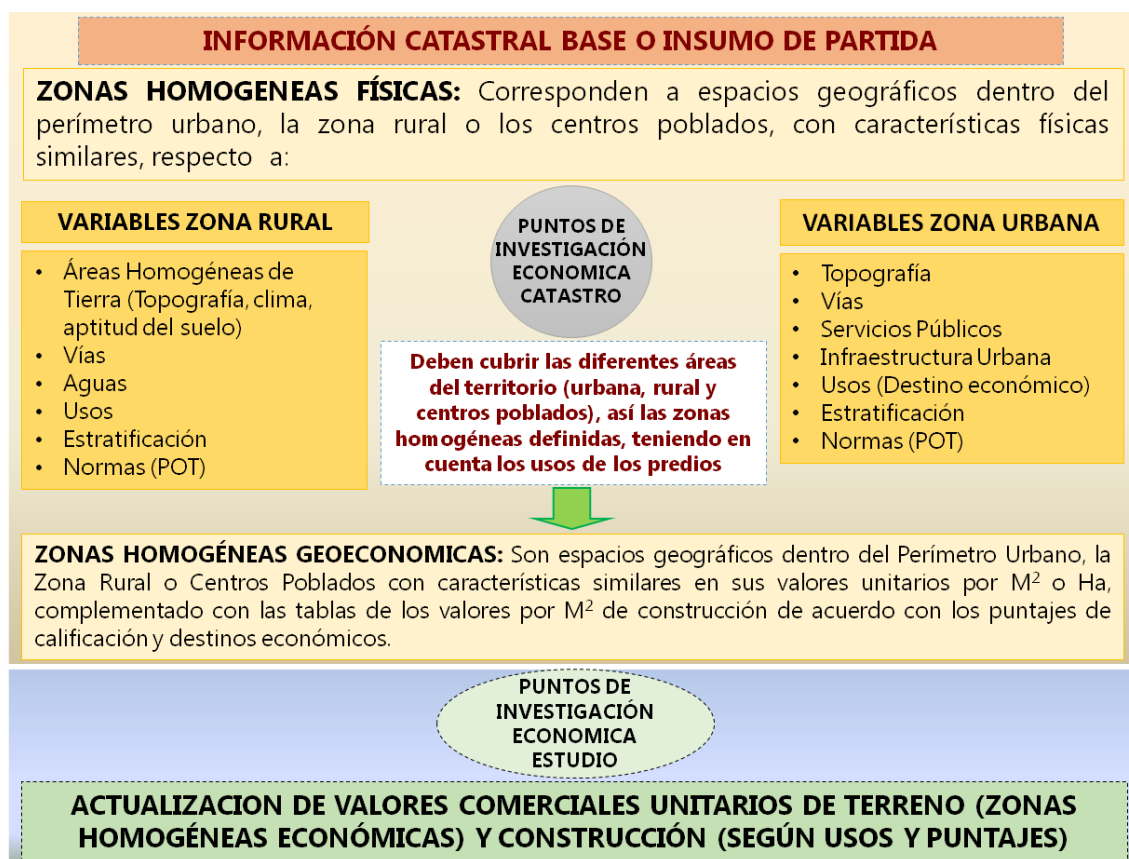 INFORMACIÓN CATASTRAL BASE O INSUMO DE PARTIDA
ZONAS HOMOGENEAS FÍSICAS: Corresponden a espacios geográficos dentro del
perímetro urbano, la zona rural o los centros poblados, con características físicas
similares, respecto a:
VARIABLES ZONA RURAL
• Áreas Homogéneas de
Tierra (Topografía, clima,
aptitud del suelo)
• Vías
• Aguas
• Usos
• Estratificación
• Normas (POT)
PUNTOS DE
INVESTIGACIÓN
ECONOMICA
CATASTRO
Deben cubrir las diferentes áreas
del territorio (urbana, rural y
centros poblados), así las zonas
homogéneas definidas, teniendo en
cuenta los usos de los predios
VARIABLES ZONA URBANA
• Topografía
• Vías
• Servicios Públicos
• Infraestructura Urbana
• Usos (Destino económico)
• Estratificación
• Normas (POT)
ZONAS HOMOGÉNEAS GEOECONOMICAS: Son espacios geográficos dentro del Perímetro Urbano, la
Zona Rural o Centros Poblados con características similares en sus valores unitarios por M² o Ha,
complementado con las tablas de los valores por M² de construcción de acuerdo con los puntajes de
calificación y destinos económicos.
PUNTOS DE
INVESTIGACIÓN
ECONOMICA
ESTUDIO
ACTUALIZACION DE VALORES COMERCIALES UNITARIOS DE TERRENO (ZONAS
HOMOGÉNEAS ECONÓMICAS) Y CONSTRUCCIÓN (SEGÚN USOS Y PUNTAJES)